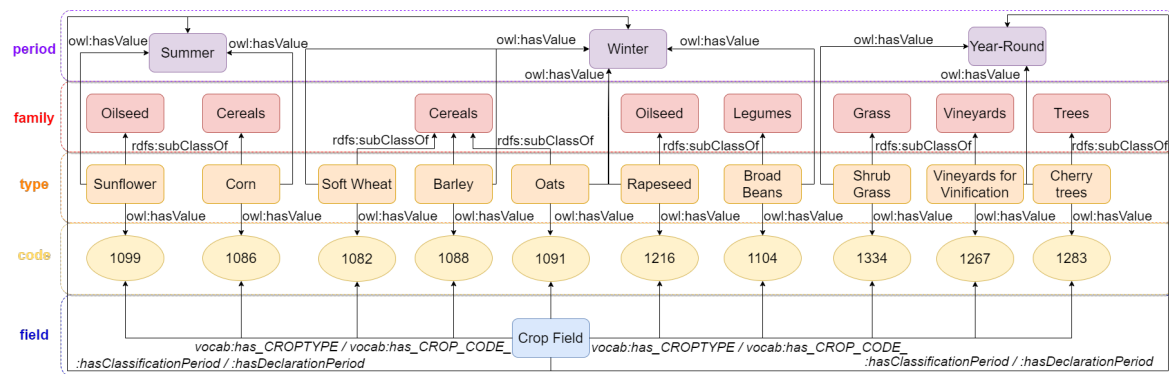 period
Summer
Winter
Year-Round
owl:hasValue
owl:hasValue
owl:hasValue
owl:hasValue
owl:hasValue
owl:hasValue
owl:hasValue
family
Oilseed
Cereals
Cereals
Oilseed
Legumes
Grass
Vineyards
Trees
rdfs:subClassOf
rdfs:subClassOf
rdfs:subClassOf
rdfs:subClassOf
rdfs:subClassOf
rdfs:subClassOf
type
Sunflower
Corn
Soft Wheat
Barley
Oats
Rapeseed
Broad
Beans
Shrub
Grass
Vineyards for
Vinification
Cherry
trees
owl:hasValue
owl:hasValue
owl:hasValue
owl:hasValue
owl:hasValue
owl:hasValue
owl:hasValue
owl:hasValue
owl:hasValue
owl:hasValue
code
1099
1086
1082
1088
1091
1216
1104
1334
1267
1283
field
Crop Field
vocab:has_CROPTYPE / vocab:has_CROP_CODE_
vocab:has_CROPTYPE / vocab:has_CROP_CODE_
:hasClassificationPeriod / :hasDeclarationPeriod
:hasClassificationPeriod / :hasDeclarationPeriod